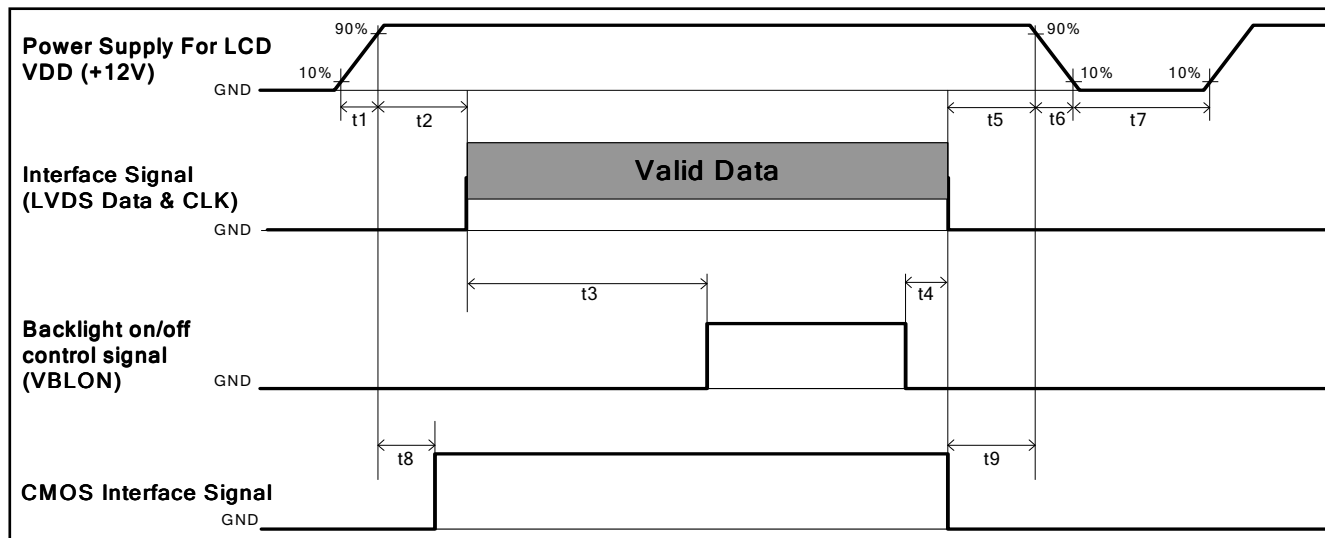 90%
90%
Power Supply For LCD
VDD (+12V)
10%
10%
10%
GND
t1
t2
t5
t6
t7
Valid Data
Interface Signal
(LVDS Data & CLK)
GND
t3
t4
Backlight on/off
control signal
(VBLON)
GND
t8
t9
CMOS Interface Signal
GND